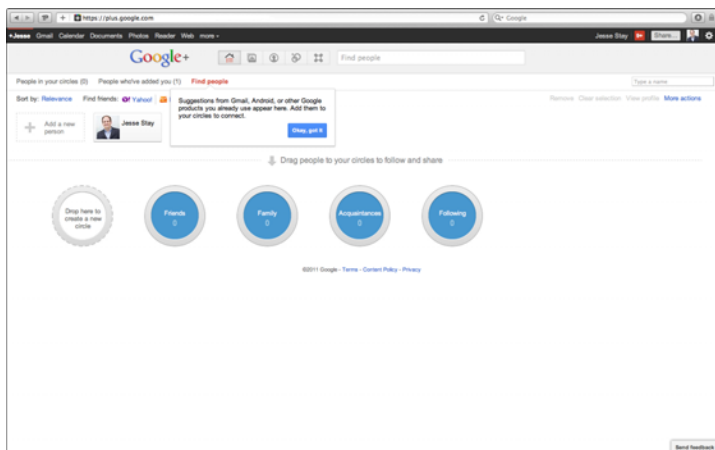 https://plus.google.com
Google
+Jesse Gmail Calendar Documents Photos Reader Web more
Jesse Stay
Share...
Google+
Find people
People in your circles (0) People who've added you (1) Find people
Type a name
Sort by: Relevance Find friends: Yahoo!
Remove Clear selection View profile More actions
Suggestions from Gmail, Android, or other Google
products you already use appear here. Add them to
your circles to connect.
Okay, got it
Add a new
person
Jesse Stay
Drag people to your circles to follow and share
Drop here to
create a new
circle
Friends
0
Family
0
Acquaintances
0
Following
0
©2011 Google - Terms - Content Policy - Privacy
Send feedback